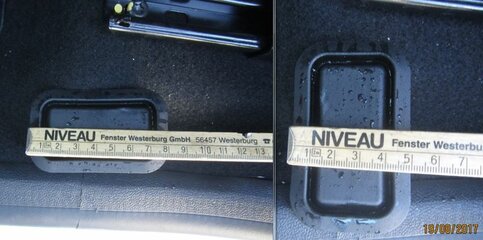 NIVEAU Fenster Westerburg GmbH 56457 Westerburg ☎
1 2 3 4 5 6 7 8 9 10 11 12 13
NIVEAU Fenster Westerburg
1 2 3 4 5 6 7
19/09/2017